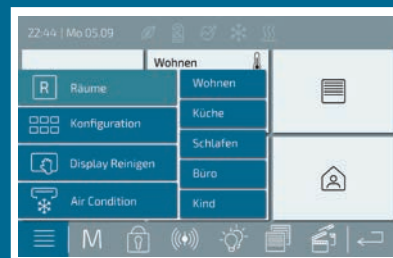 22:44 | Mo 05.09
Wohnen
R Räume
Konfiguration
Display Reinigen
Air Condition
Wohnen
Küche
Schlafen
Büro
Kind
M